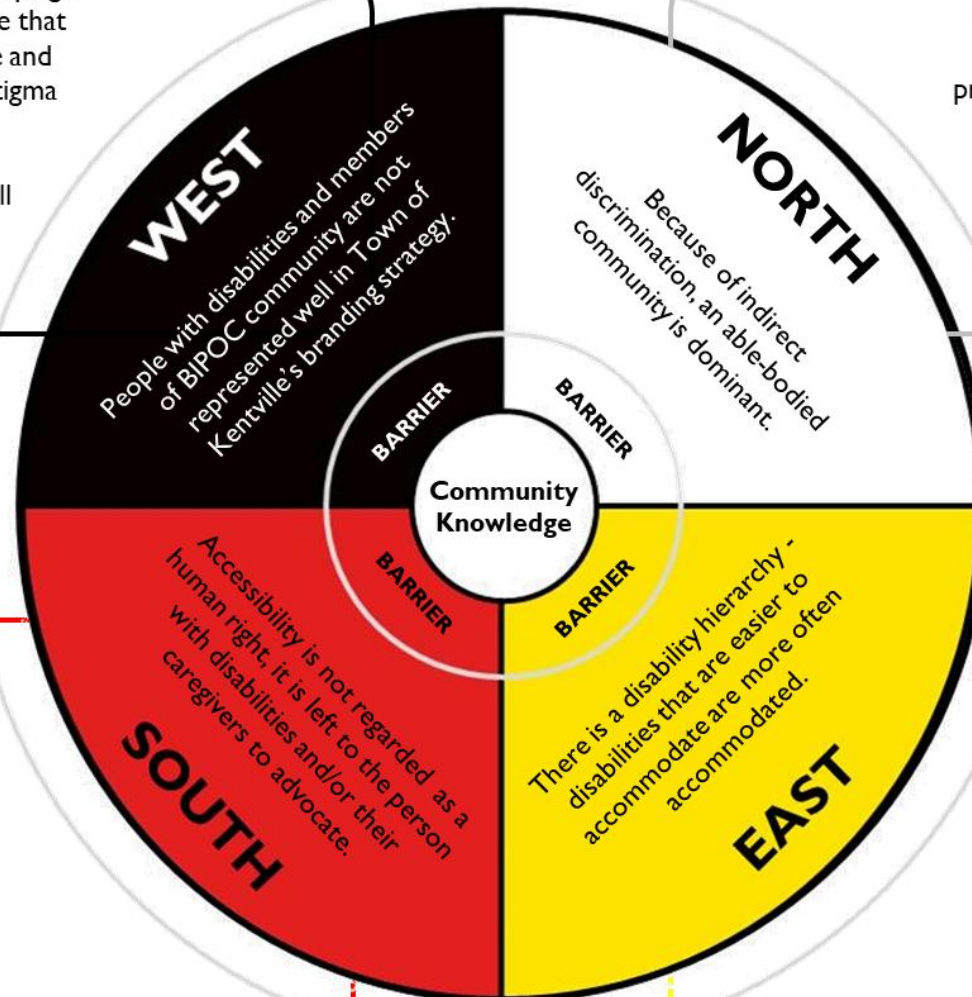 e that
and
tigma
ll
pr
WEST
People with disabilities and members
of BIPOC community are not
represented well in Town of
Kentville's branding strategy.
BARRIER
NORTH
Because of indirect
discrimination, an able-bodied
community is dominant.
BARRIER
Community
Knowledge
BARRIER
Accessibility is not regarded as a
human right, it is left to the person
with disabilities and/or their
caregivers to advocate.
SOUTH
BARRIER
There is a disability hierarchy -
disabilities that are easier to
accommodate are more often
accommodated.
EAST